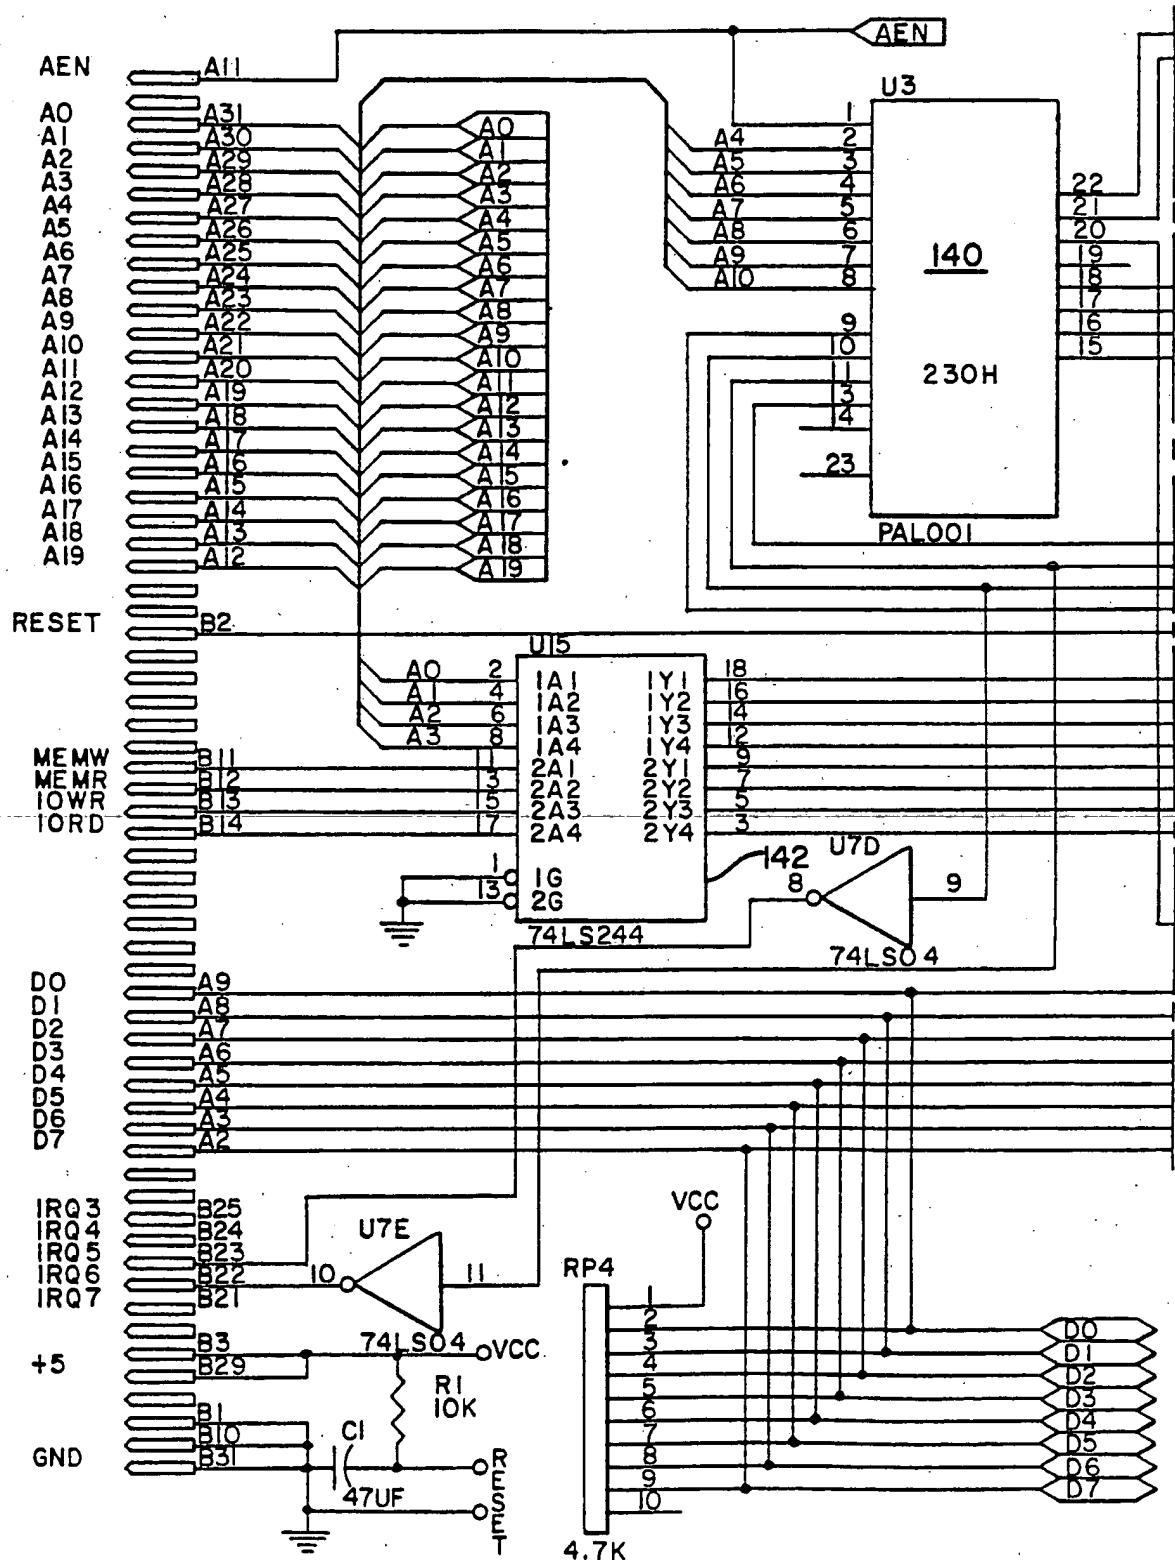 AEN
AEN A11
U3
A0 A31 A0
A1 A30 A1
A2 A29 A2
A3 A28 A3
A4 A27 A4
A5 A26 A5
A6 A25 A6
A7 A24 A7
A8 A23 A8
A9 A22 A9
A10 A21 A10
A11 A20 A11
A12 A19 A12
A13 A18 A13
A14 A17 A14
A15 A16 A15
A16 A15 A16
A17 A14 A17
A18 A13 A18
A19 A12 A19
1
A4 2
A5 3
A6 4
A7 5
A8 6
A9 7
A10 8
9
10
11
13
14
23
140
230H
22
21
20
19
18
17
16
15
PAL001
RESET B2
U15
A0 2 1A1 1Y1 18
A1 4 1A2 1Y2 16
A2 6 1A3 1Y3 14
A3 8 1A4 1Y4 12
MEMW B11 11 2A1 2Y1 9
MEMR B12 13 2A2 2Y2 7
IOWR B13 15 2A3 2Y3 5
IORD B14 17 2A4 2Y4 3
1 1G
13 2G
142
74LS244
U7D
8 9
74LS04
D0 A9
D1 A8
D2 A7
D3 A6
D4 A5
D5 A4
D6 A3
D7 A2
IRQ3 B25
IRQ4 B24
IRQ5 B23
IRQ6 B22
IRQ7 B21
U7E
10 11
74LS04
VCC
RP4
1
2 D0
3 D1
4 D2
5 D3
6 D4
7 D5
8 D6
9 D7
10
4.7K
B3
+5 B29
VCC
R1
10K
B1
B10
GND B31
C1
47UF
RESET